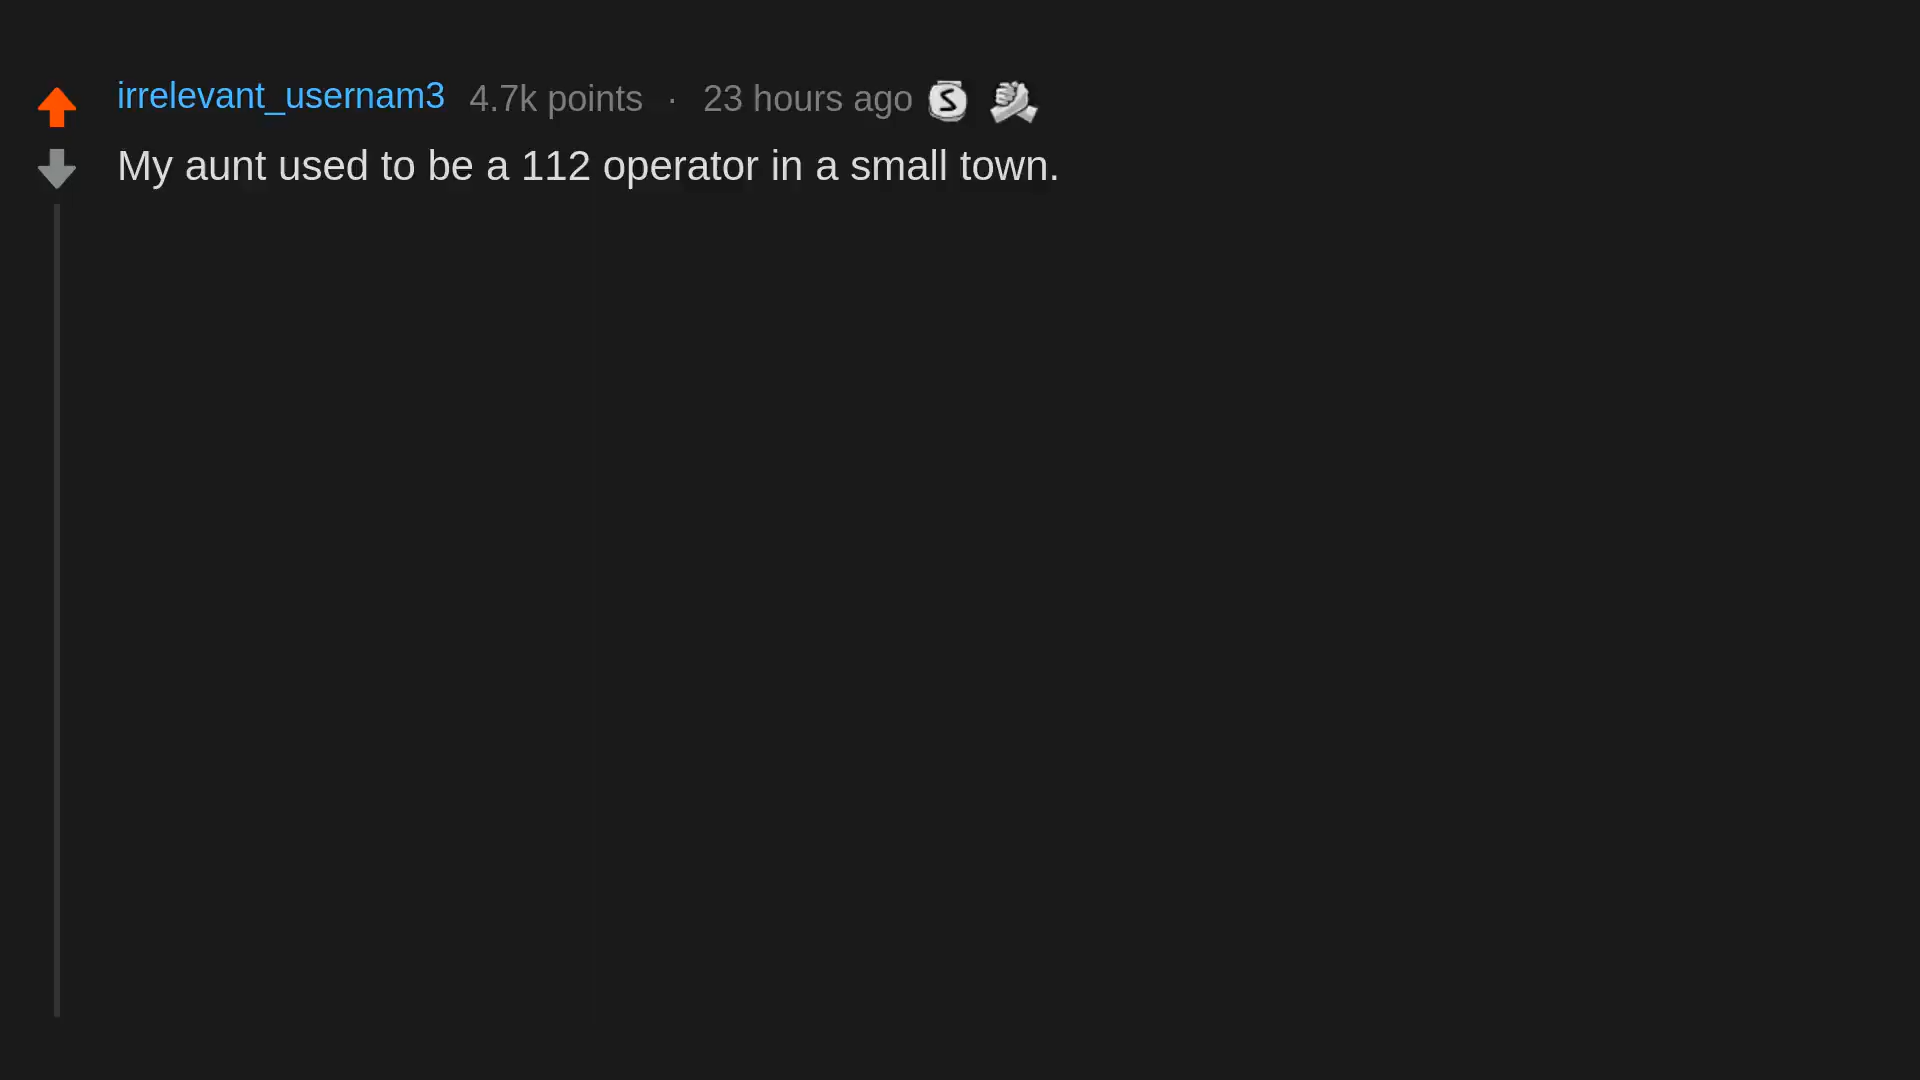 irrelevant_usernam3 4.7k points · 23 hours ago S
My aunt used to be a 112 operator in a small town.